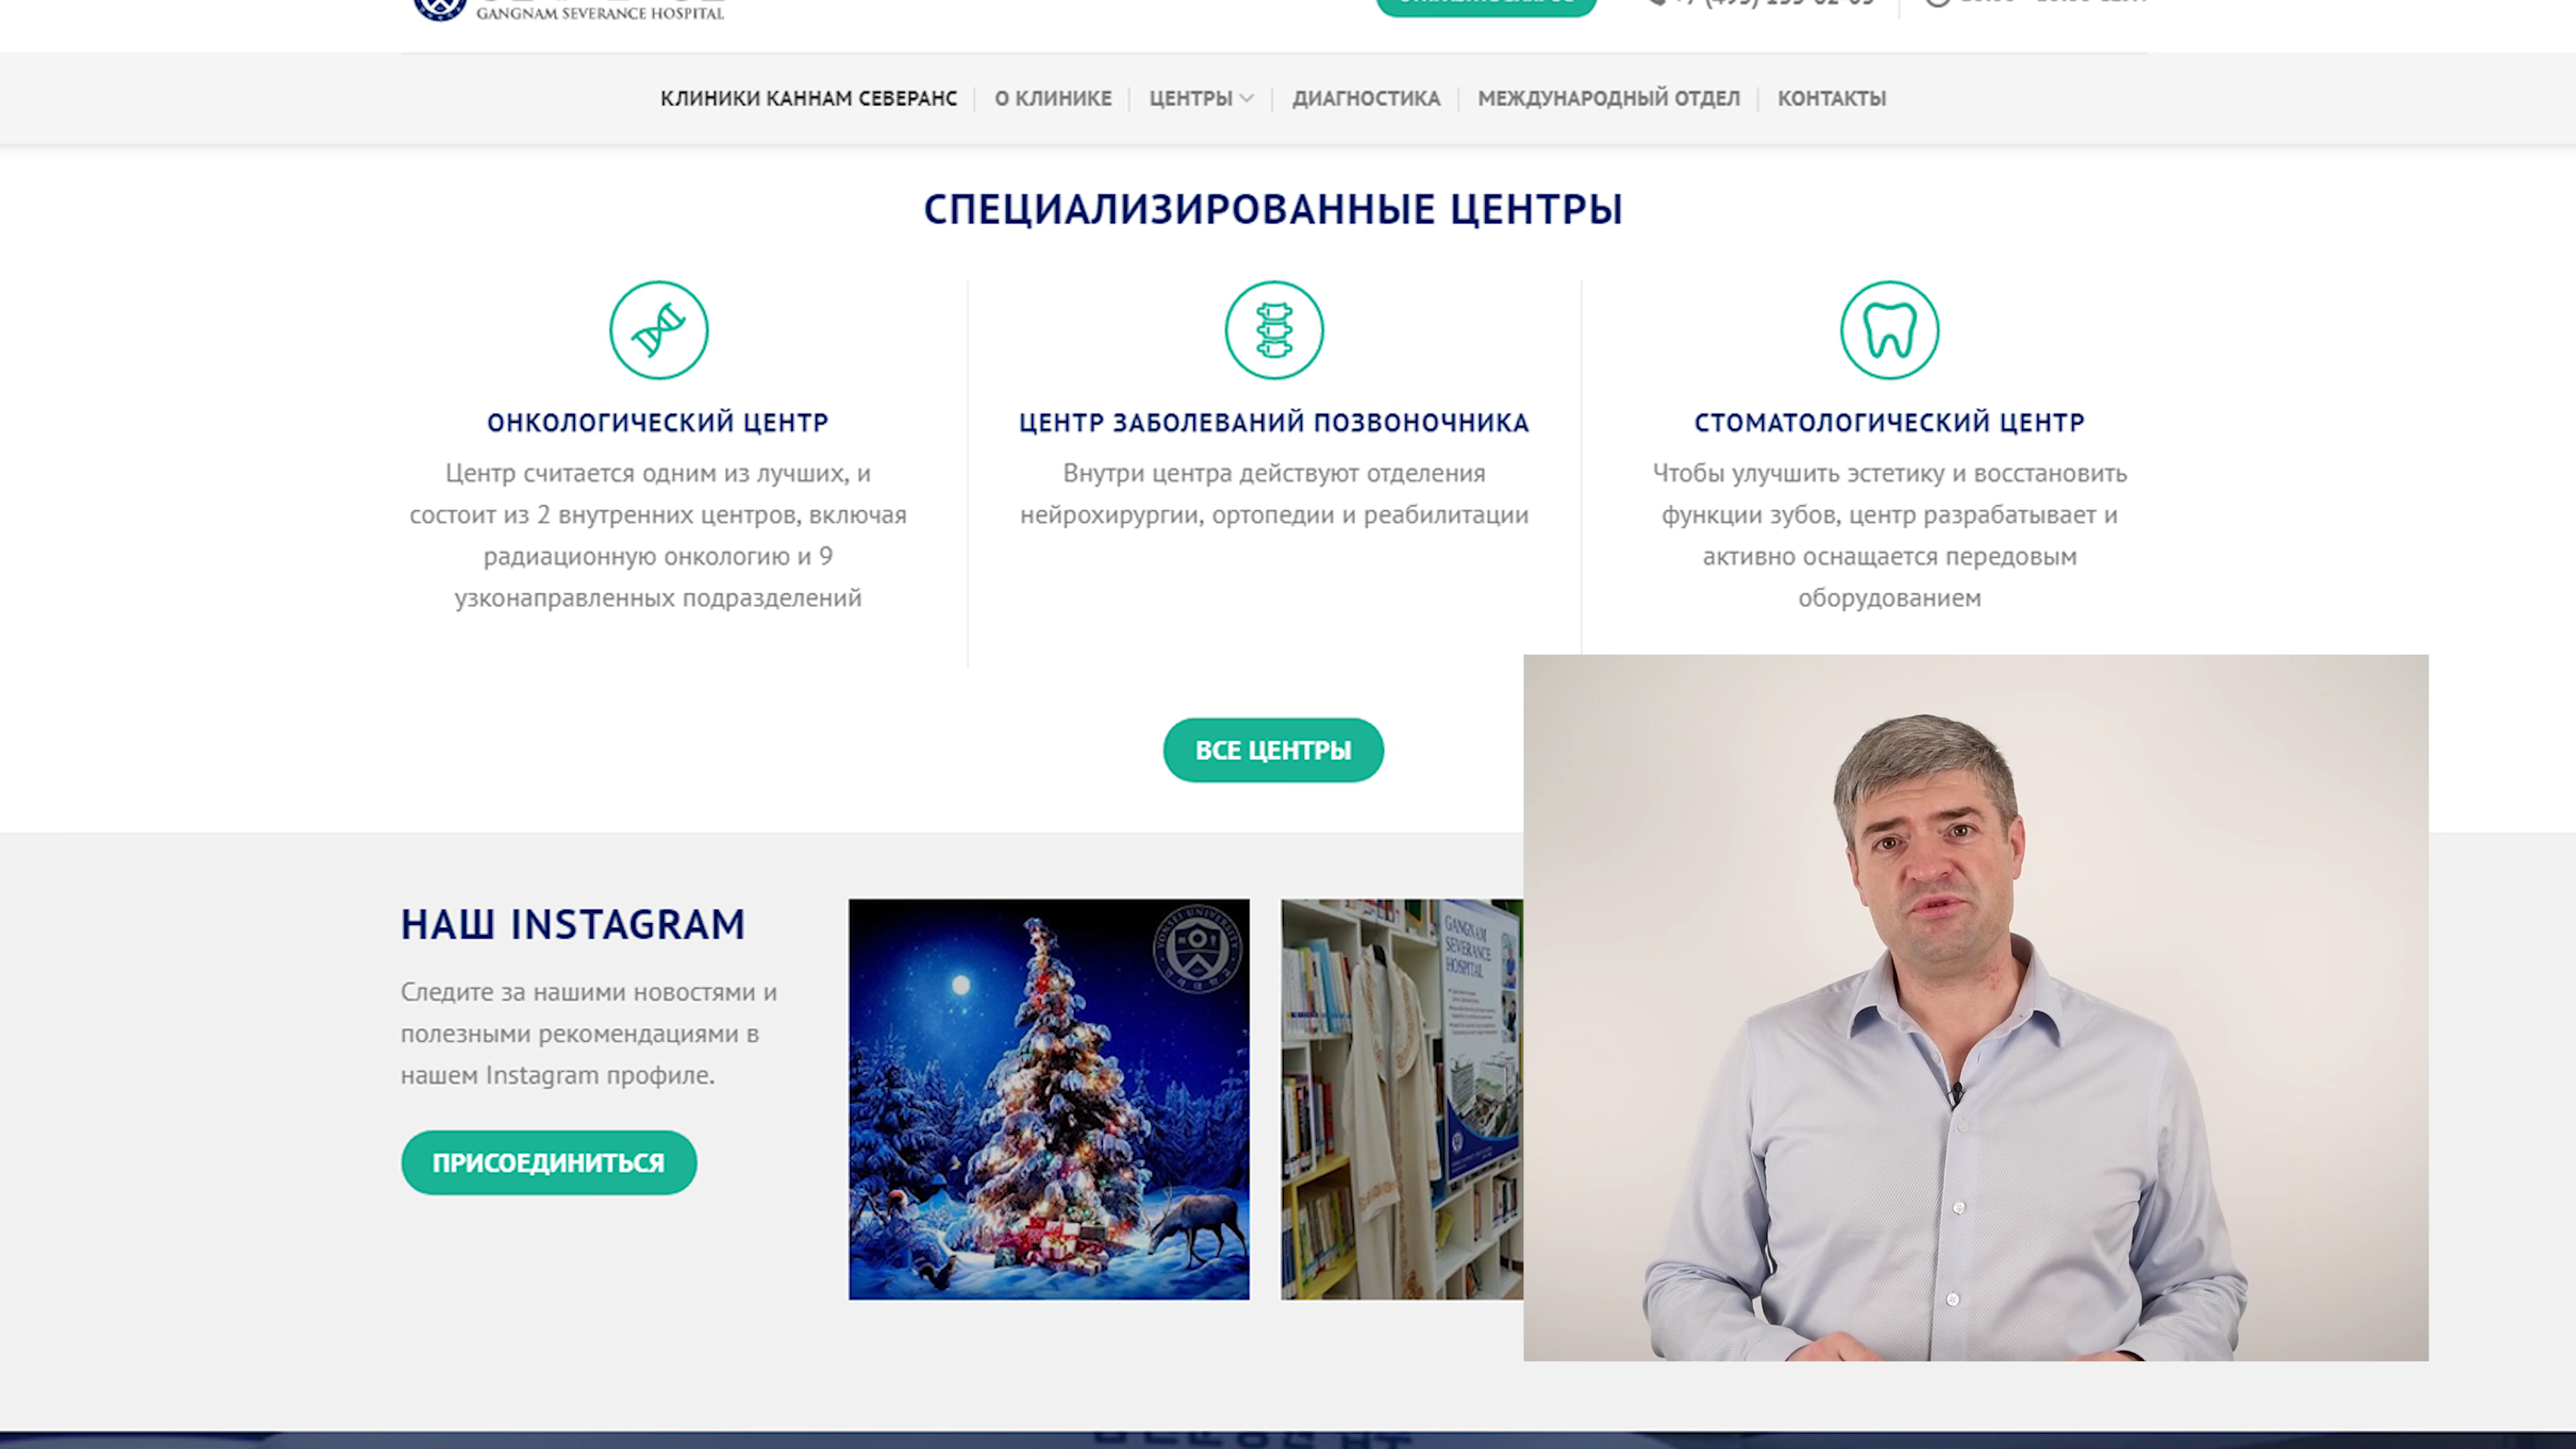 GANGNAM SEVERANCE HOSPITAL
КЛИНИКИ КАННАМ СЕВЕРАНС
О КЛИНИКЕ
ЦЕНТРЫ
ДИАГНОСТИКА
МЕЖДУНАРОДНЫЙ ОТДЕЛ
КОНТАКТЫ
СПЕЦИАЛИЗИРОВАННЫЕ ЦЕНТРЫ
ОНКОЛОГИЧЕСКИЙ ЦЕНТР
Центр считается одним из лучших, и
состоит из 2 внутренних центров, включая
радиационную онкологию и 9
узконаправленных подразделений
ЦЕНТР ЗАБОЛЕВАНИЙ ПОЗВОНОЧНИКА
Внутри центра действуют отделения
нейрохирургии, ортопедии и реабилитации
СТОМАТОЛОГИЧЕСКИЙ ЦЕНТР
Чтобы улучшить эстетику и восстановить
функции зубов, центр разрабатывает и
активно оснащается передовым
оборудованием
ВСЕ ЦЕНТРЫ
НАШ INSTAGRAM
Следите за нашими новостями и
полезными рекомендациями в
нашем Instagram профиле.
ПРИСОЕДИНИТЬСЯ
YONSEI UNIVERSITY
GANGNAM
SEVERANCE
HOSPITAL